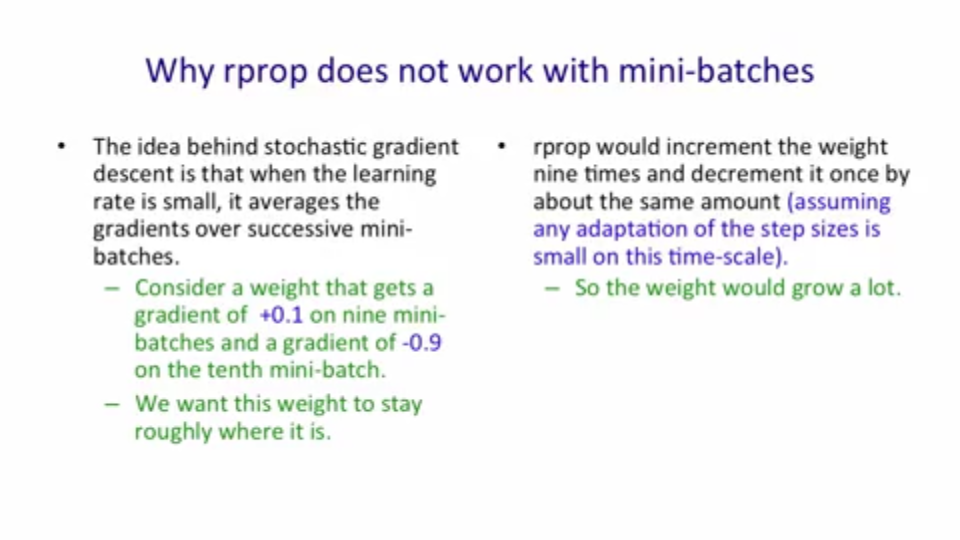 Why rprop does not work with mini-batches
• The idea behind stochastic gradient
descent is that when the learning
rate is small, it averages the
gradients over successive mini-
batches.
– Consider a weight that gets a
gradient of +0.1 on nine mini-
batches and a gradient of -0.9
on the tenth mini-batch.
– We want this weight to stay
roughly where it is.
• rprop would increment the weight
nine times and decrement it once by
about the same amount (assuming
any adaptation of the step sizes is
small on this time-scale).
– So the weight would grow a lot.